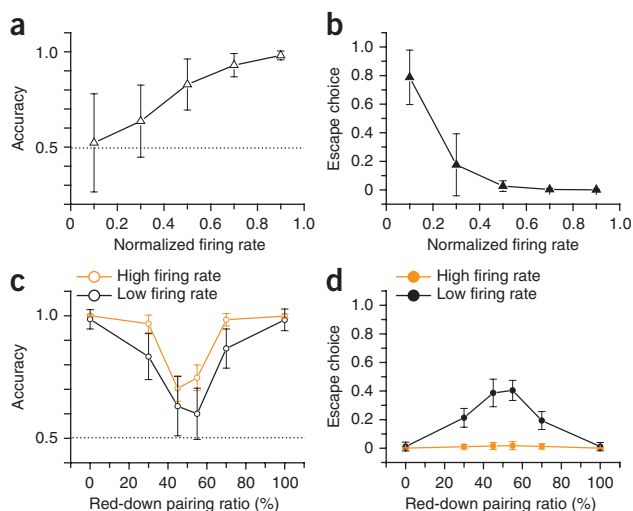 a
1.0
0.5
Accuracy
0 0.2 0.4 0.6 0.8 1.0
Normalized firing rate
b
1.0
0.8
0.6
0.4
0.2
0
Escape choice
0 0.2 0.4 0.6 0.8 1.0
Normalized firing rate
c
High firing rate
Low firing rate
1.0
0.5
Accuracy
0 20 40 60 80 100
Red-down pairing ratio (%)
d
High firing rate
Low firing rate
1.0
0.8
0.6
0.4
0.2
0
Escape choice
0 20 40 60 80 100
Red-down pairing ratio (%)